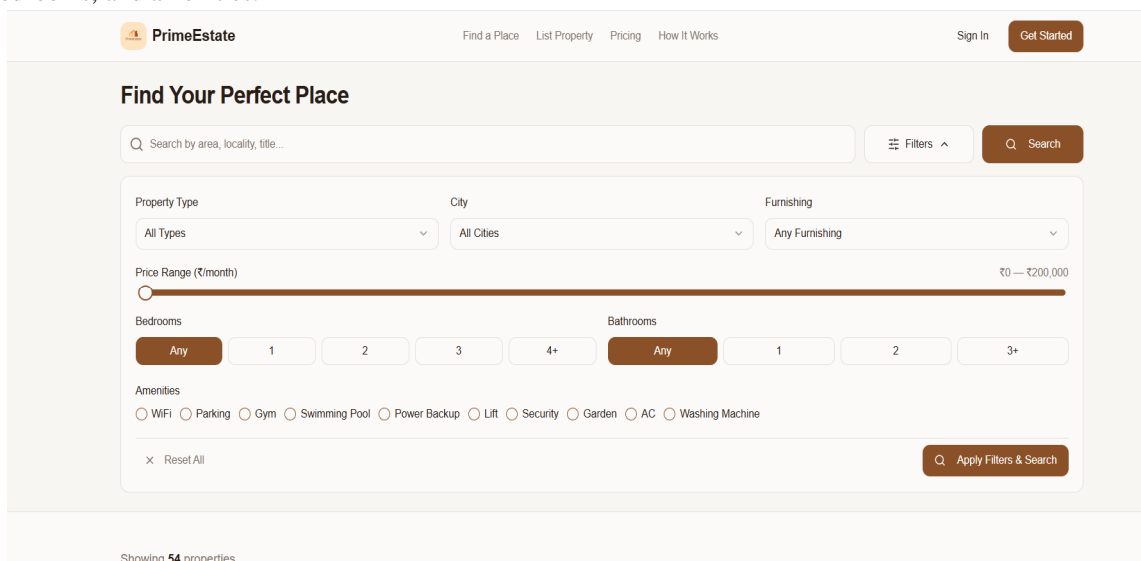 PrimeEstate
Find a Place List Property Pricing How It Works
Sign In Get Started
Find Your Perfect Place
Search by area, locality, title...
Filters
Search
Property Type City Furnishing
All Types All Cities Any Furnishing
Price Range (₹/month) ₹0 — ₹200,000
Bedrooms Bathrooms
Any 1 2 3 4+ Any 1 2 3+
Amenities
WiFi Parking Gym Swimming Pool Power Backup Lift Security Garden AC Washing Machine
Reset All Apply Filters & Search
Showing 54 properties